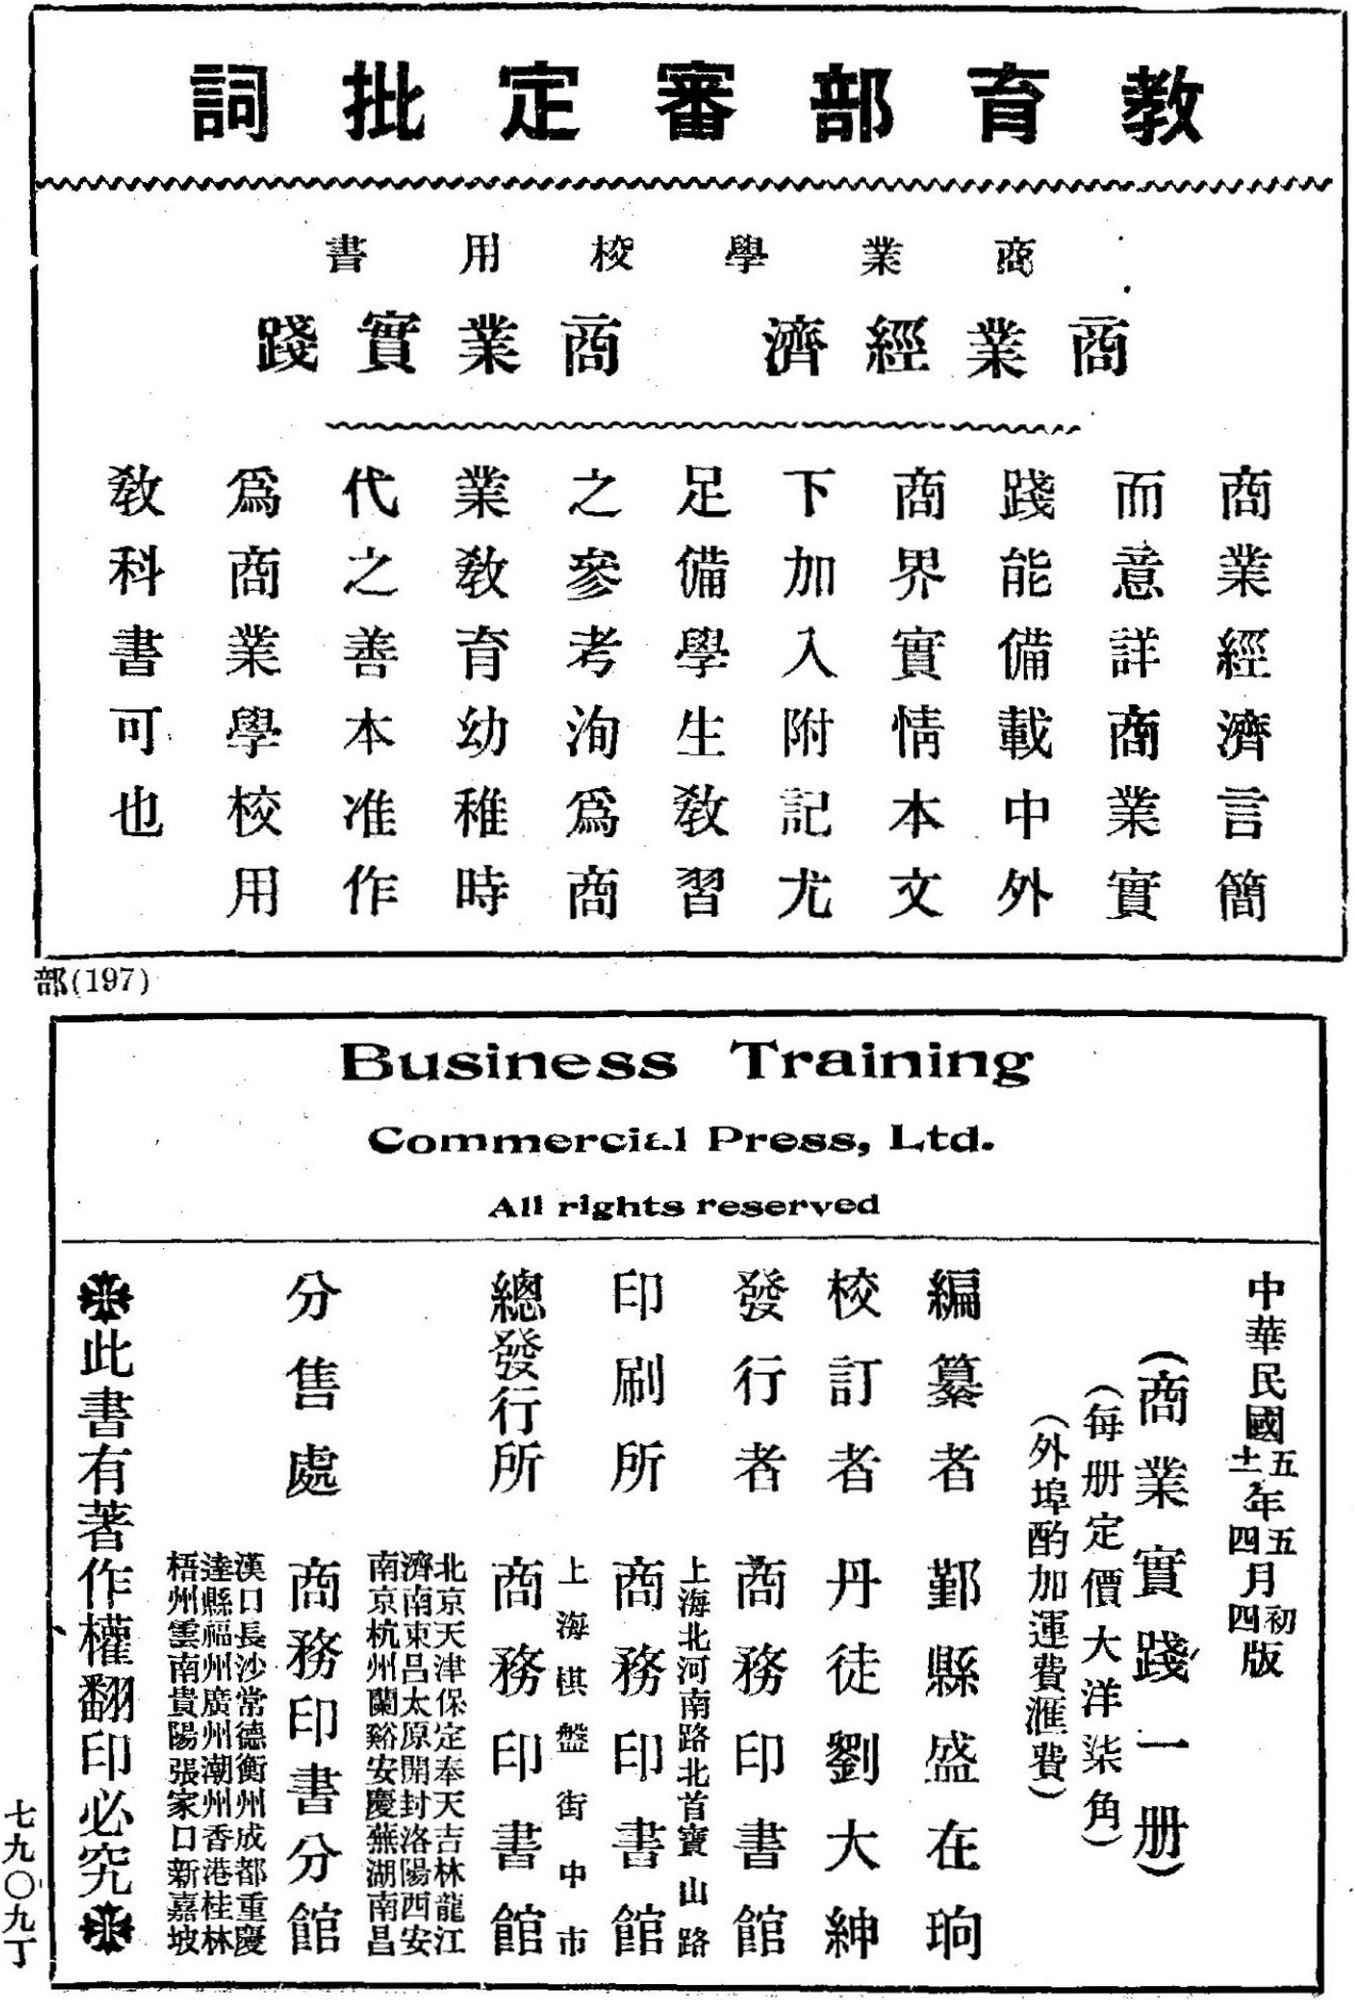 教育部審定批詞
商業學校用書
商業經濟 商業實踐
商業經濟言簡
而意詳商業實
踐能備載中外
商界實情本文
下加入附記尤
足備學生教習
之參考洵爲商
業教育幼稚時
代之善本准作
爲商業學校用
教科書可也
部(197)
Business Training
Commercial Press, Ltd.
All rights reserved
中華民國五年五月初版
十一年四月四版
(商業實踐一册)
(每册定價大洋柒角)
(外埠酌加運費滙費)
編纂者 鄞縣盛在珦
校訂者 丹徒劉大紳
發行者 商務印書館
上海北河南路北首寶山路
印刷所 商務印書館
上海棋盤街中市
總發行所 商務印書館
北京天津保定奉天吉林龍江
濟南東昌太原開封洛陽西安
南京杭州蘭谿安慶蕪湖南昌
分售處 商務印書分館
漢口長沙常德衡州成都重慶
逹縣福州廣州潮州香港桂林
梧州雲南貴陽張家口新嘉坡
此書有著作權翻印必究
七九〇九丁